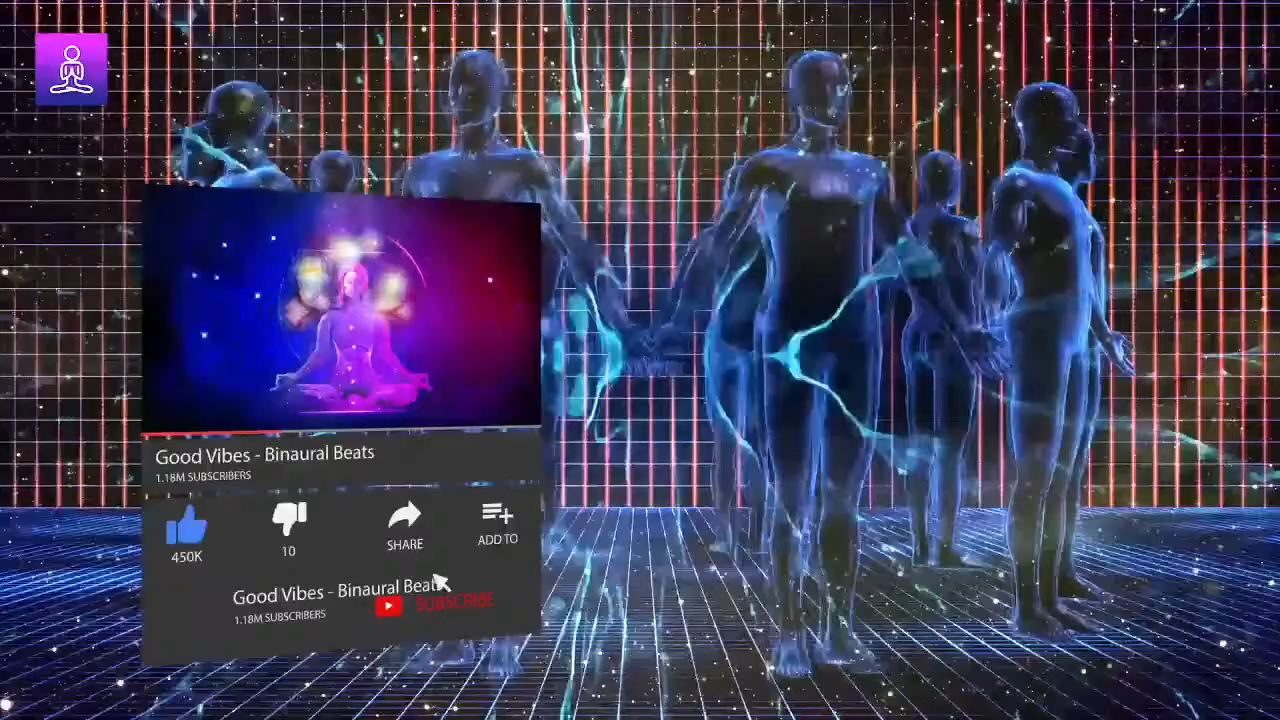 Good Vibes - Binaural Beats
1.18M SUBSCRIBERS
450K
10
SHARE
ADD TO
Good Vibes - Binaural Beats
1.18M SUBSCRIBERS
SUBSCRIBE